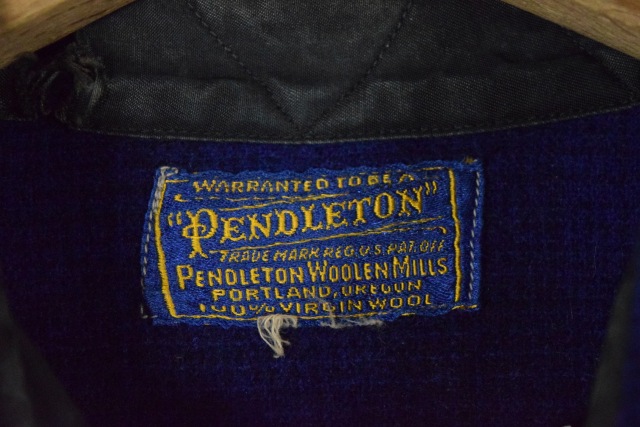 WARRANTED TO BE A
"PENDLETON"
TRADE MARK REG. U.S. PAT. OFF.
PENDLETON WOOLEN MILLS
PORTLAND, OREGON
100% VIRGIN WOOL